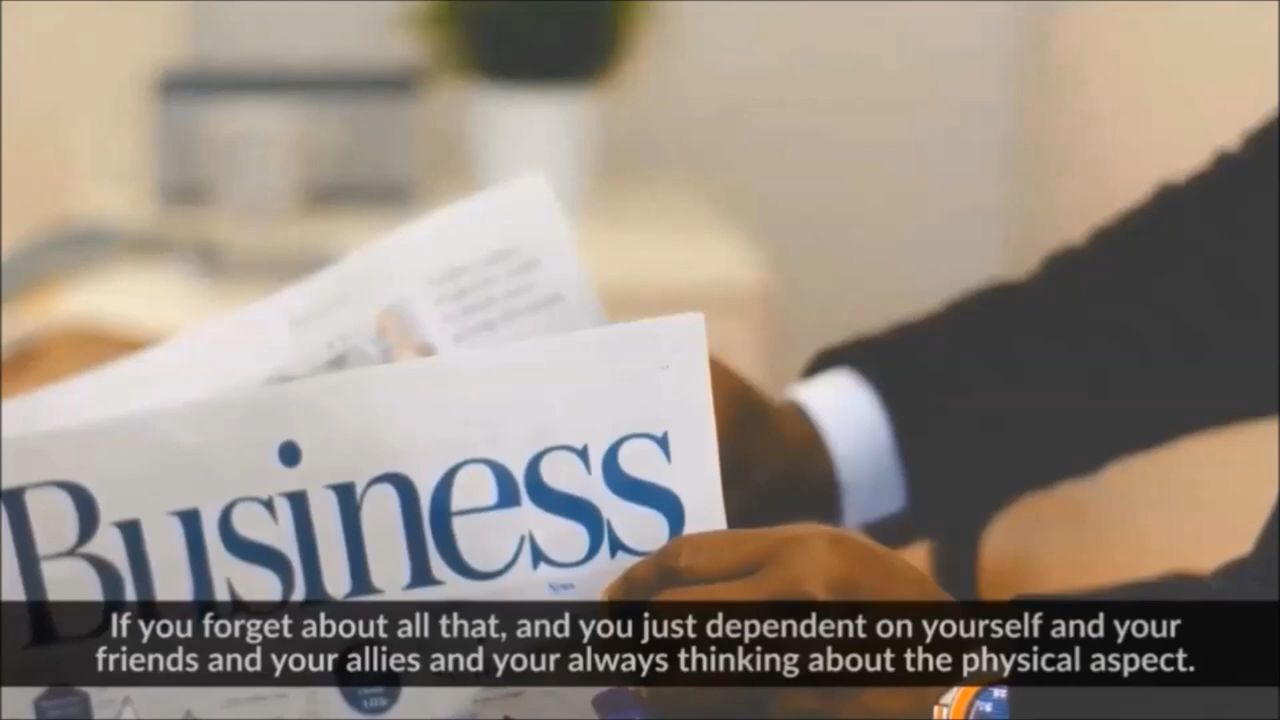 Business
News
If you forget about all that, and you just dependent on yourself and your
friends and your allies and your always thinking about the physical aspect.